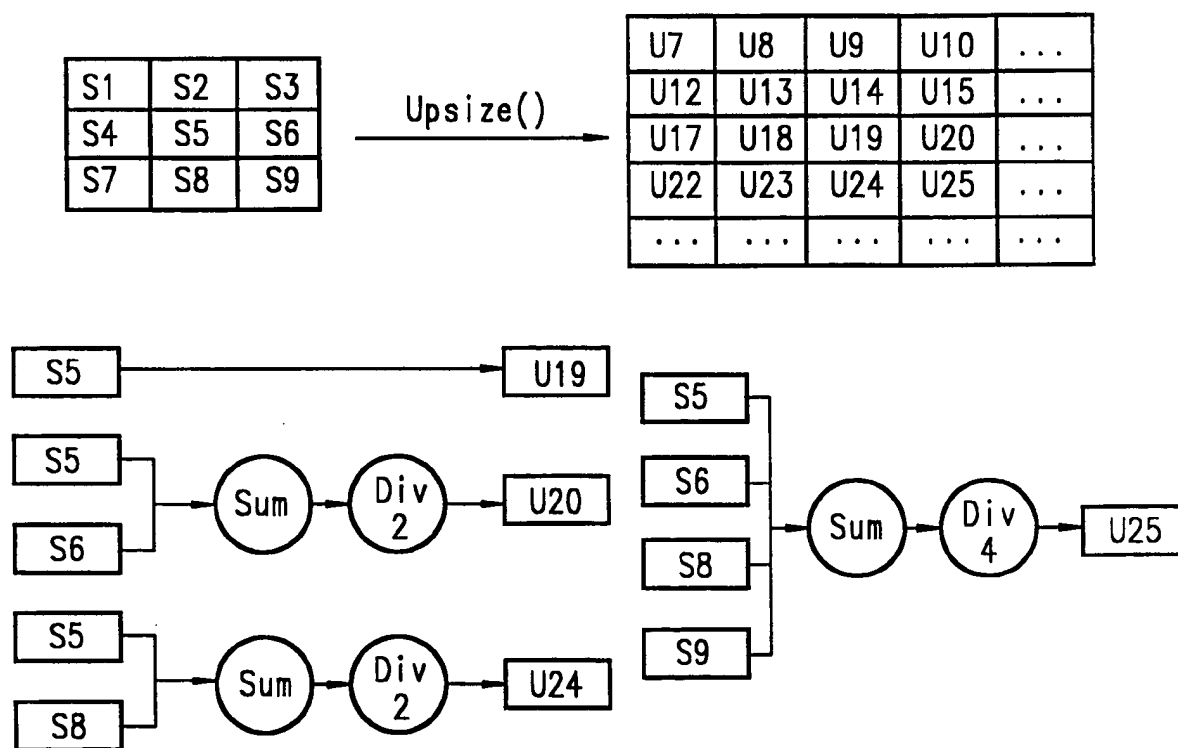 S1 S2 S3
S4 S5 S6
S7 S8 S9
Upsize()
U7 U8 U9 U10 ...
U12 U13 U14 U15 ...
U17 U18 U19 U20 ...
U22 U23 U24 U25 ...
... ... ... ... ...
S5 U19
S5
S6
Sum
Div
2
U20
S5
S8
Sum
Div
2
U24
S5
S6
S8
S9
Sum
Div
4
U25